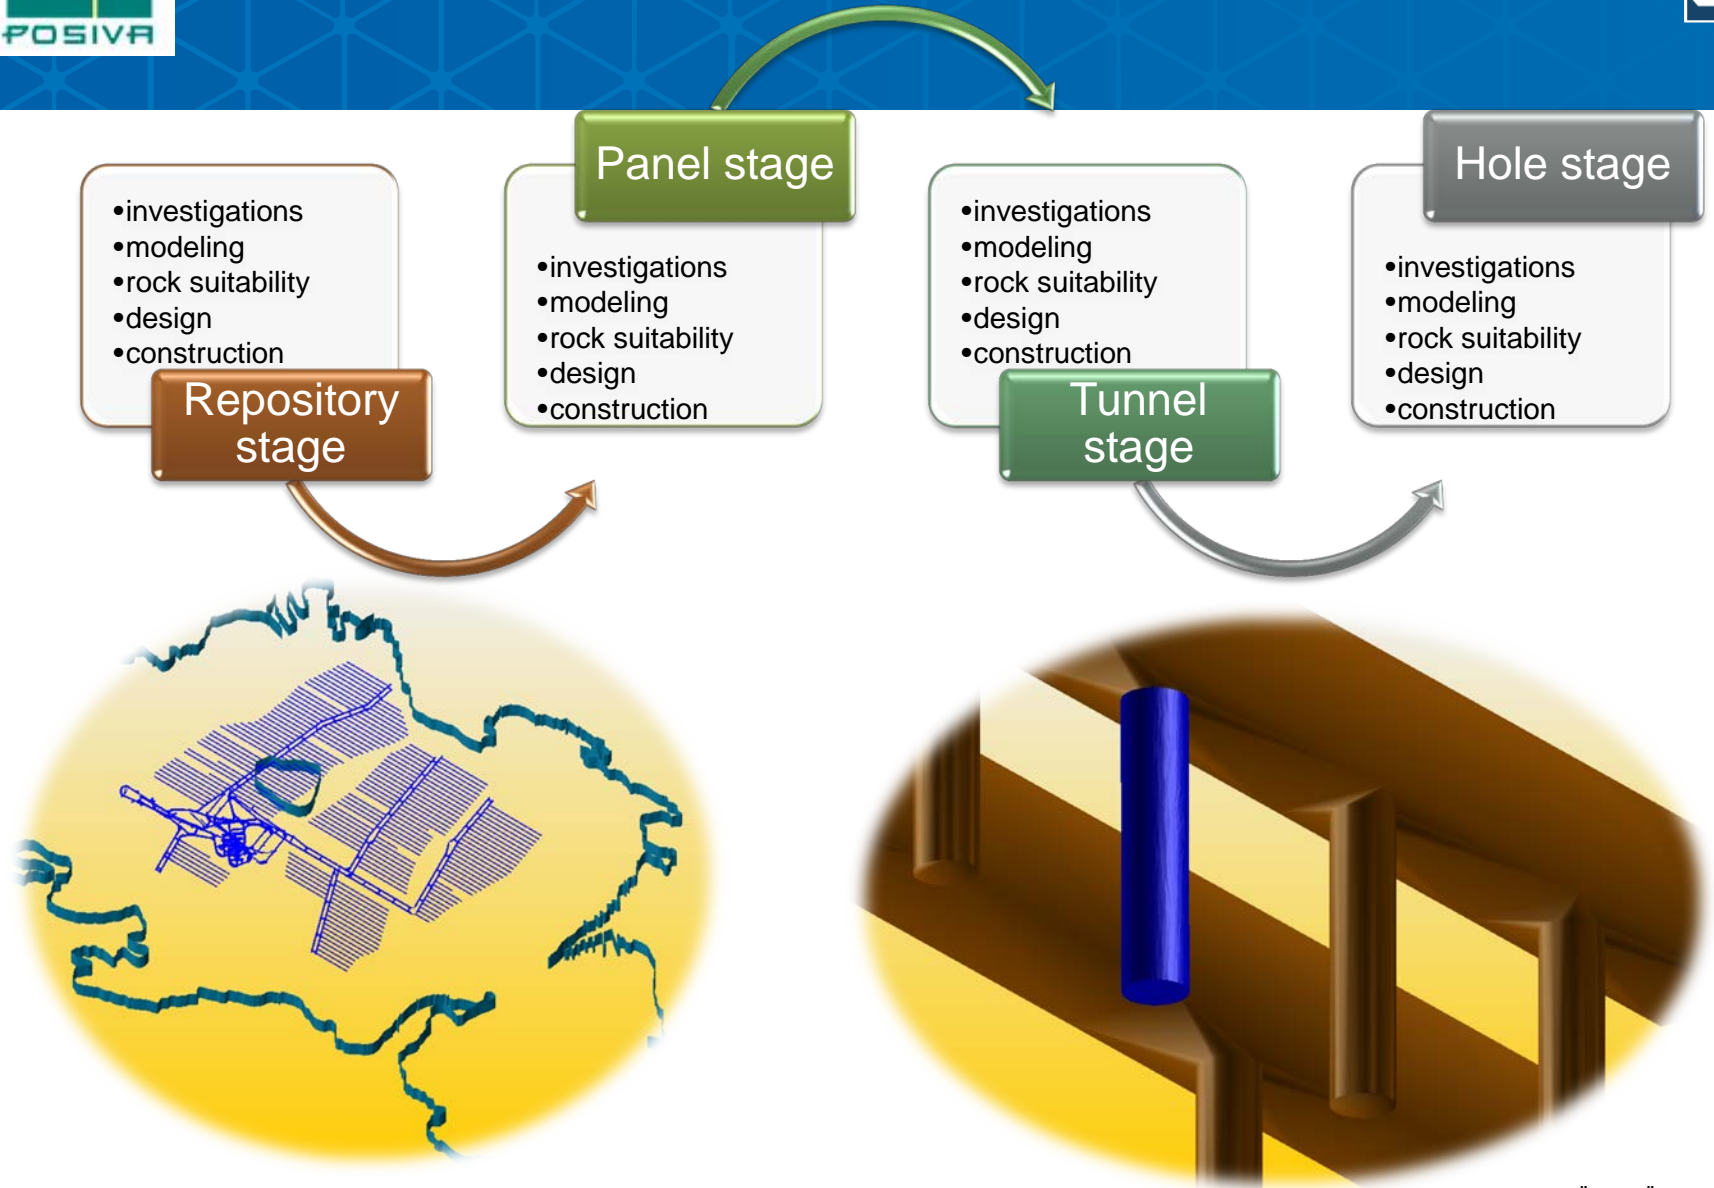 POSIVA
•investigations
•modeling
•rock suitability
•design
•construction
Repository
stage
Panel stage
•investigations
•modeling
•rock suitability
•design
•construction
•investigations
•modeling
•rock suitability
•design
•construction
Tunnel
stage
Hole stage
•investigations
•modeling
•rock suitability
•design
•construction